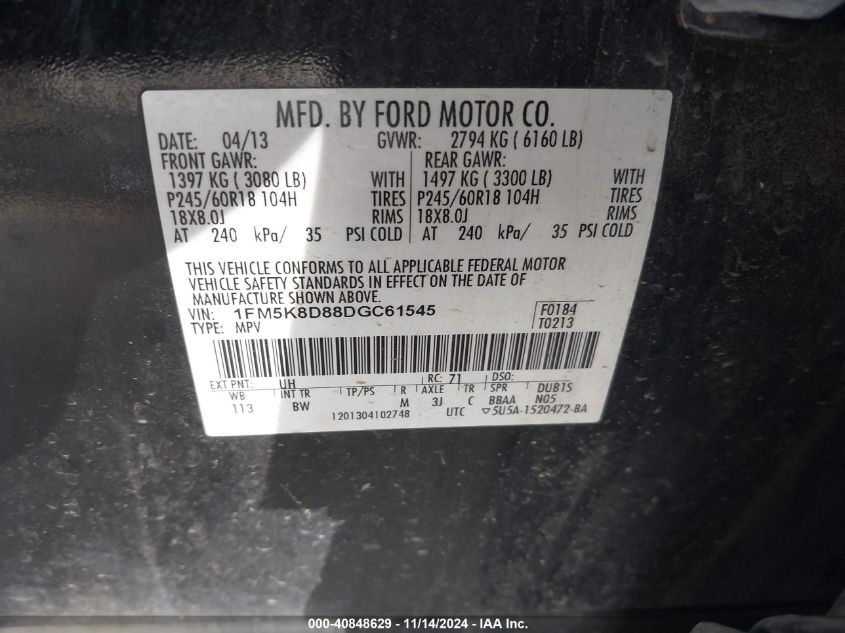 MFD. BY FORD MOTOR CO.
DATE: 04/13 GVWR: 2794 KG ( 6160 LB)
FRONT GAWR: REAR GAWR:
1397 KG ( 3080 LB) WITH 1497 KG ( 3300 LB) WITH
P245/60R18 104H TIRES P245/60R18 104H TIRES
18X8.0J RIMS 18X8.0J RIMS
AT 240 kPa/ 35 PSI COLD AT 240 kPa/ 35 PSI COLD
THIS VEHICLE CONFORMS TO ALL APPLICABLE FEDERAL MOTOR
VEHICLE SAFETY STANDARDS IN EFFECT ON THE DATE OF
MANUFACTURE SHOWN ABOVE.
VIN: 1FM5K8D88DGC61545 F0184
TYPE: MPV T0213
EXT PNT: UH RC: 71 DSO:
WB INT TR TP/PS R AXLE TR SPR DUB1S
113 BW M 3J C BBAA N05
1201304102748 UTC ▽5U5A-1520472-BA
000-40848629 - 11/14/2024 - IAA Inc.